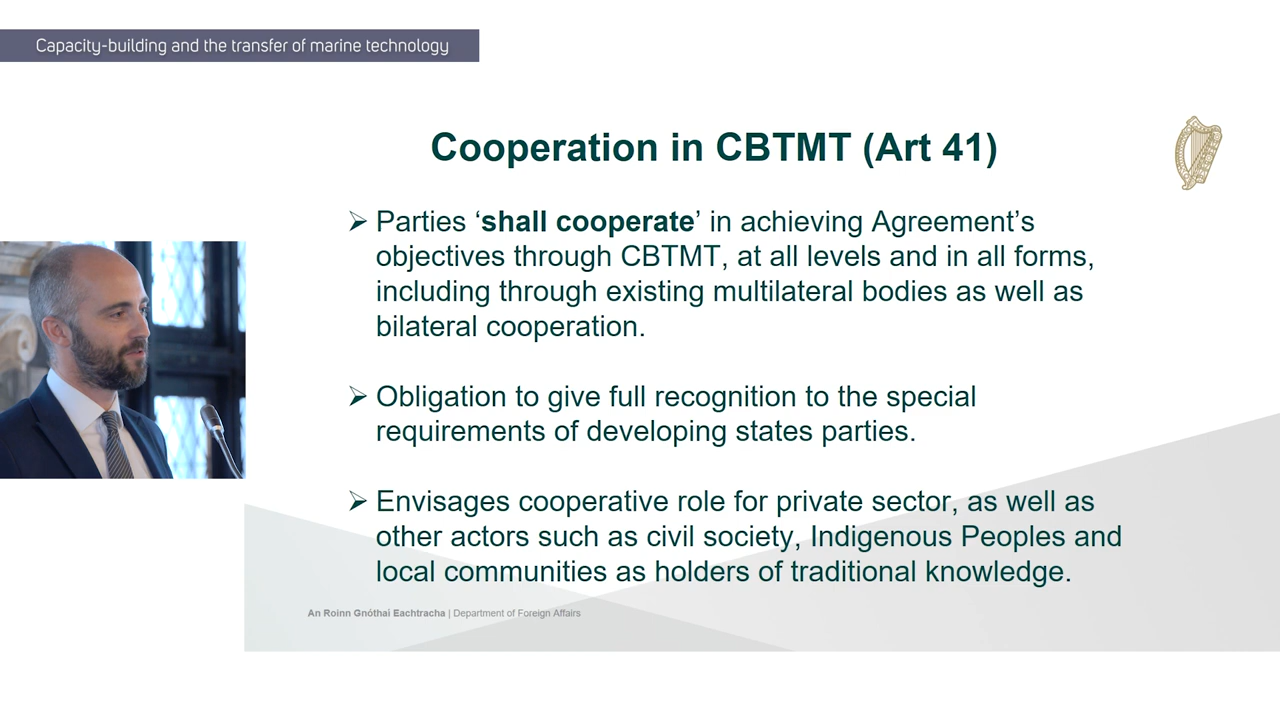 Capacity-building and the transfer of marine technology
Cooperation in CBTMT (Art 41)
➢ Parties ‘shall cooperate’ in achieving Agreement’s
objectives through CBTMT, at all levels and in all forms,
including through existing multilateral bodies as well as
bilateral cooperation.
➢ Obligation to give full recognition to the special
requirements of developing states parties.
➢ Envisages cooperative role for private sector, as well as
other actors such as civil society, Indigenous Peoples and
local communities as holders of traditional knowledge.
An Roinn Gnóthaí Eachtracha | Department of Foreign Affairs